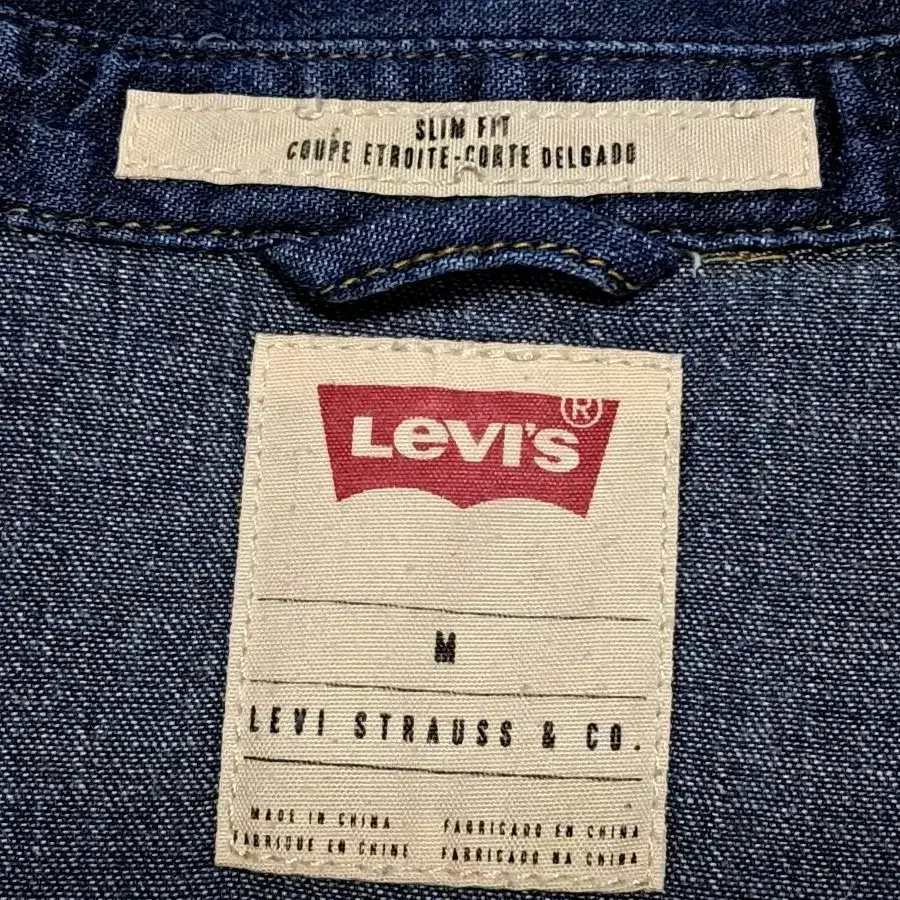 SLIM FIT
COUPE ETROITE-CORTE DELGADO
Levi's®
M
LEVI STRAUSS & CO.
MADE IN CHINA
FABRIQUE EN CHINE
FABRICADO EN CHINA
FABRICADO NA CHINA